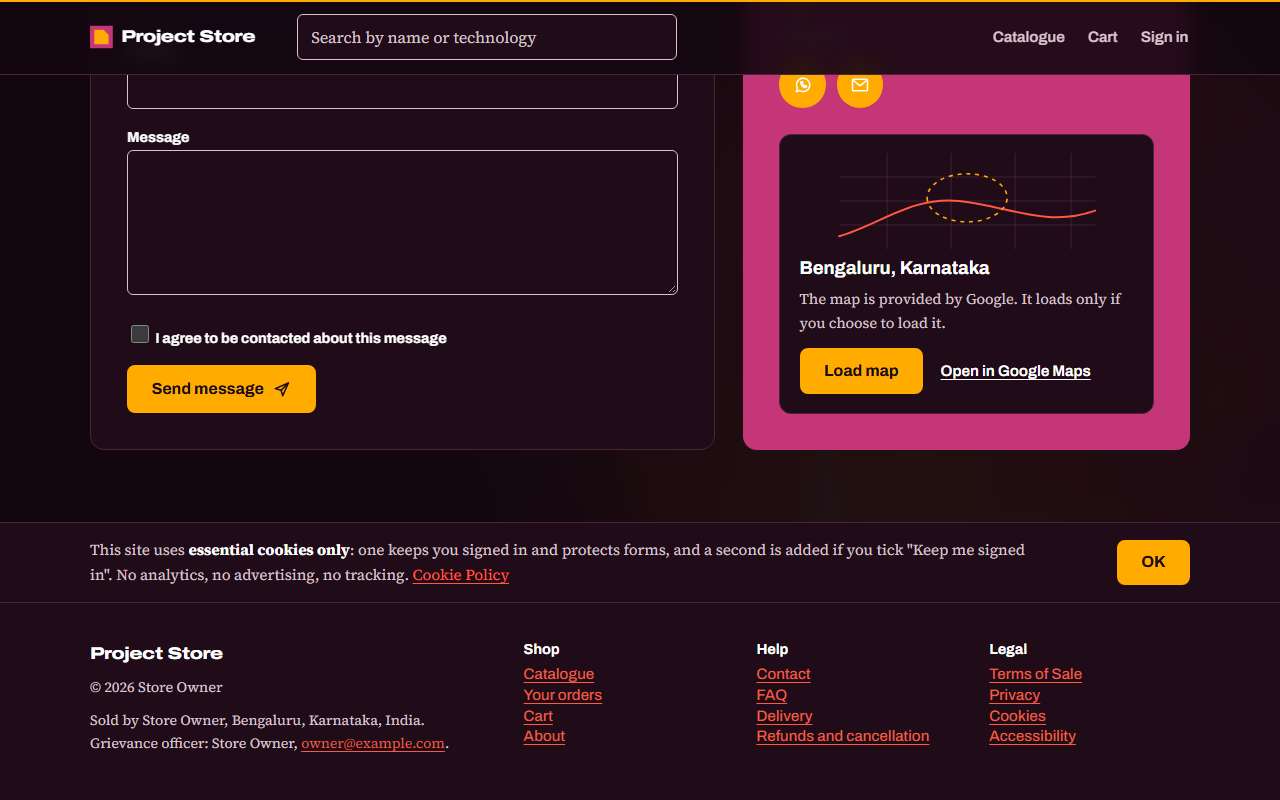 Project Store
Search by name or technology
Catalogue
Cart
Sign in
Message
I agree to be contacted about this message
Send message
Bengaluru, Karnataka
The map is provided by Google. It loads only if
you choose to load it.
Load map
Open in Google Maps
This site uses essential cookies only: one keeps you signed in and protects forms, and a second is added if you tick "Keep me signed
in". No analytics, no advertising, no tracking. Cookie Policy
OK
Project Store
© 2026 Store Owner
Sold by Store Owner, Bengaluru, Karnataka, India.
Grievance officer: Store Owner, owner@example.com.
Shop
Catalogue
Your orders
Cart
About
Help
Contact
FAQ
Delivery
Refunds and cancellation
Legal
Terms of Sale
Privacy
Cookies
Accessibility